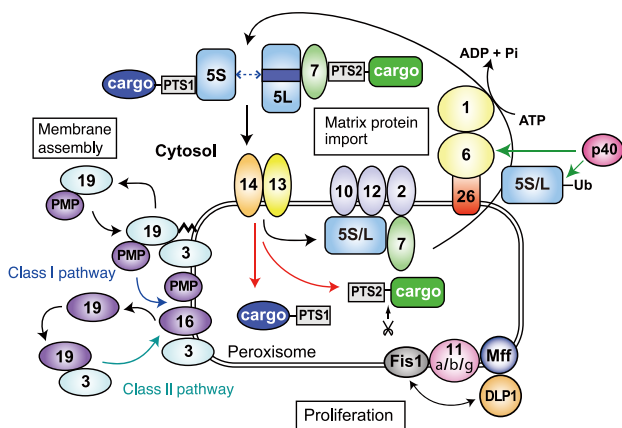 ADP + Pi
ATP
cargo
PTS1
5S
5L
7
PTS2
cargo
1
Matrix protein
import
6
p40
26
5S/L
Ub
Membrane
assembly
Cytosol
14
13
10
12
2
5S/L
7
19
PMP
19
PMP
3
Class I pathway
PMP
16
3
19
19
3
Class II pathway
cargo
PTS1
PTS2
cargo
Peroxisome
Fis1
11
a/b/g
Mff
DLP1
Proliferation